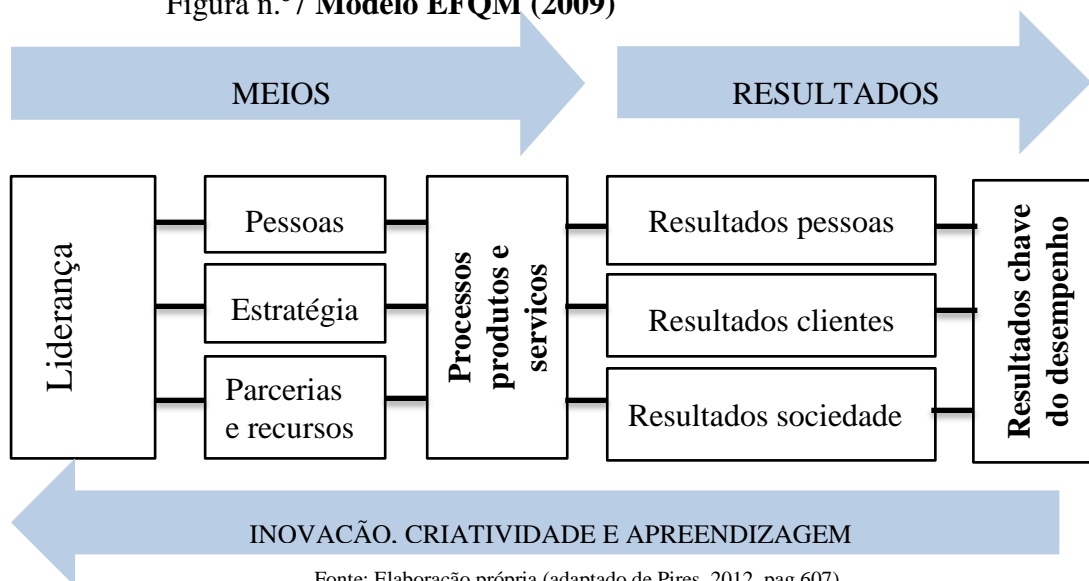 Figura n.º7 Modelo EFQM (2009)
MEIOS
RESULTADOS
Liderança
Pessoas
Estratégia
Parcerias
e recursos
Processos
produtos e
servicos
Resultados pessoas
Resultados clientes
Resultados sociedade
Resultados chave
do desempenho
INOVACÃO. CRIATIVIDADE E APREENDIZAGEM
Fonte: Elaboração própria (adaptado de Pires, 2012, pag 607)